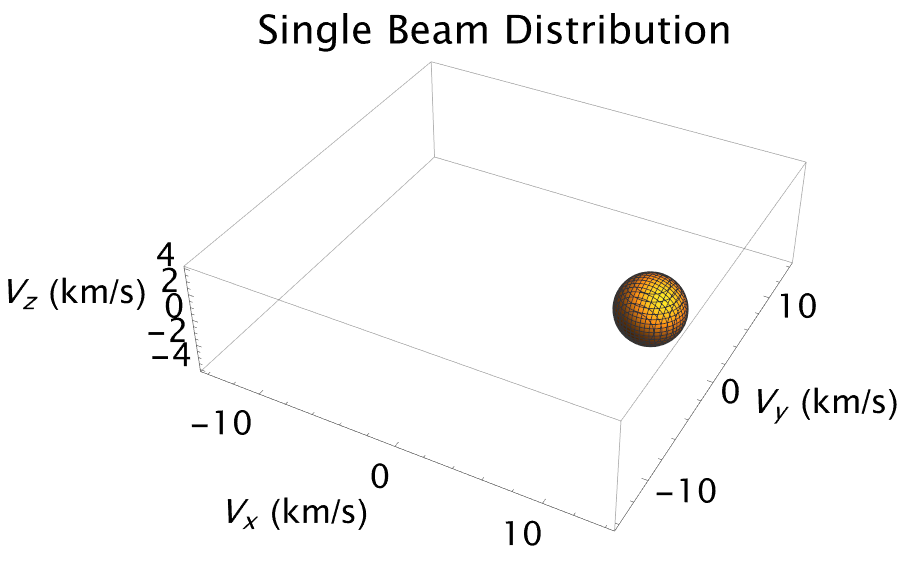 Single Beam Distribution
4
2
0
−2
−4
V_z (km/s)
−10
0
10
V_x (km/s)
10
0
−10
V_y (km/s)